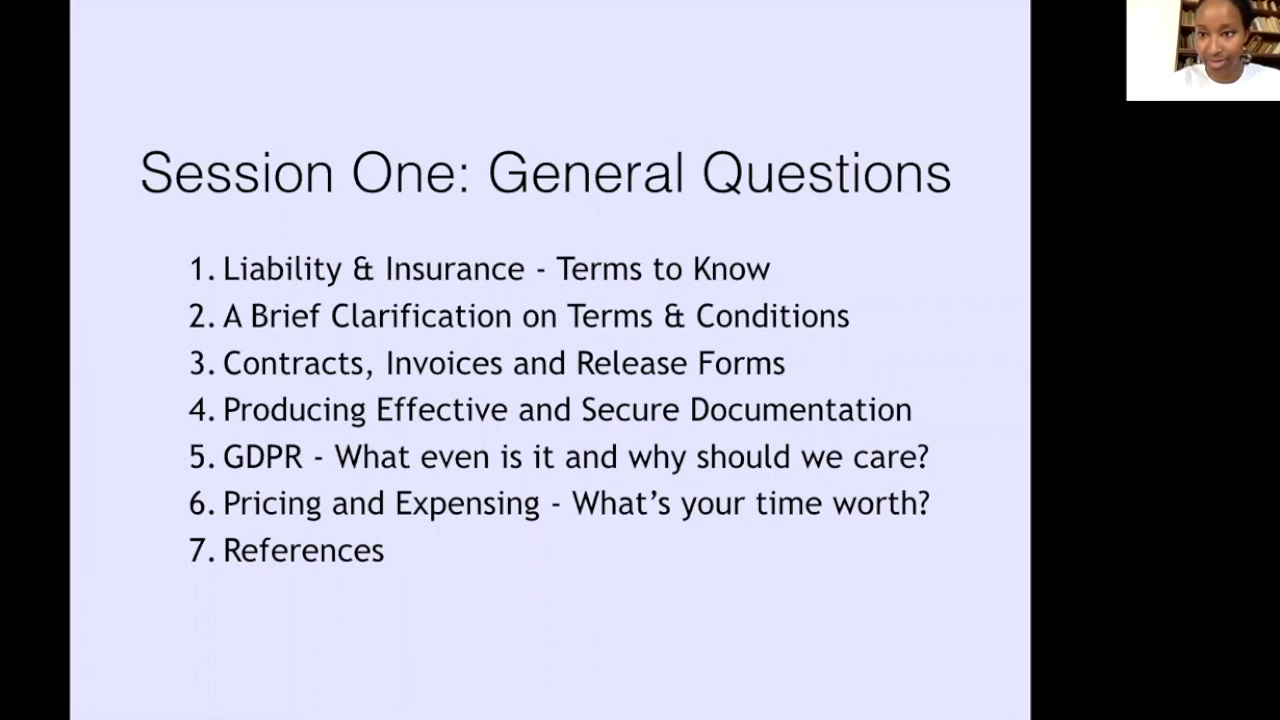 Session One: General Questions
1. Liability & Insurance - Terms to Know
2. A Brief Clarification on Terms & Conditions
3. Contracts, Invoices and Release Forms
4. Producing Effective and Secure Documentation
5. GDPR - What even is it and why should we care?
6. Pricing and Expensing - What’s your time worth?
7. References